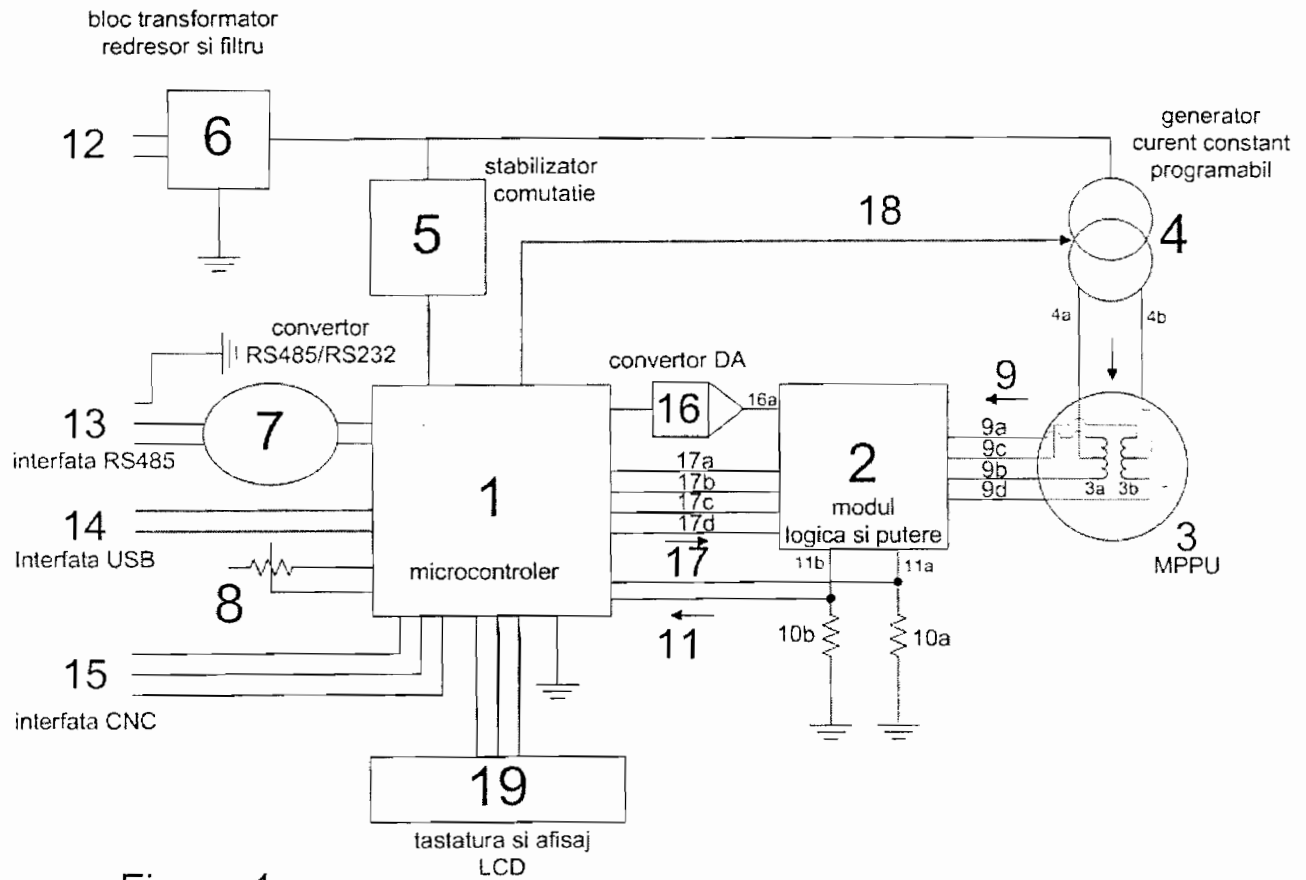 bloc transformator
redresor si filtru
6
12
generator
curent constant
programabil
stabilizator
comutatie
5
18
4
4a
4b
convertor
RS485/RS232
convertor DA
13
7
16
16a
9
interfata RS485
9a
9c
9b
9d
3a
3b
17a
17b
17c
17d
1
2
modul
logica si putere
14
Interfata USB
17
11b
11a
3
MPPU
microcontroler
8
11
10b
10a
15
interfata CNC
19
tastatura si afisaj
LCD